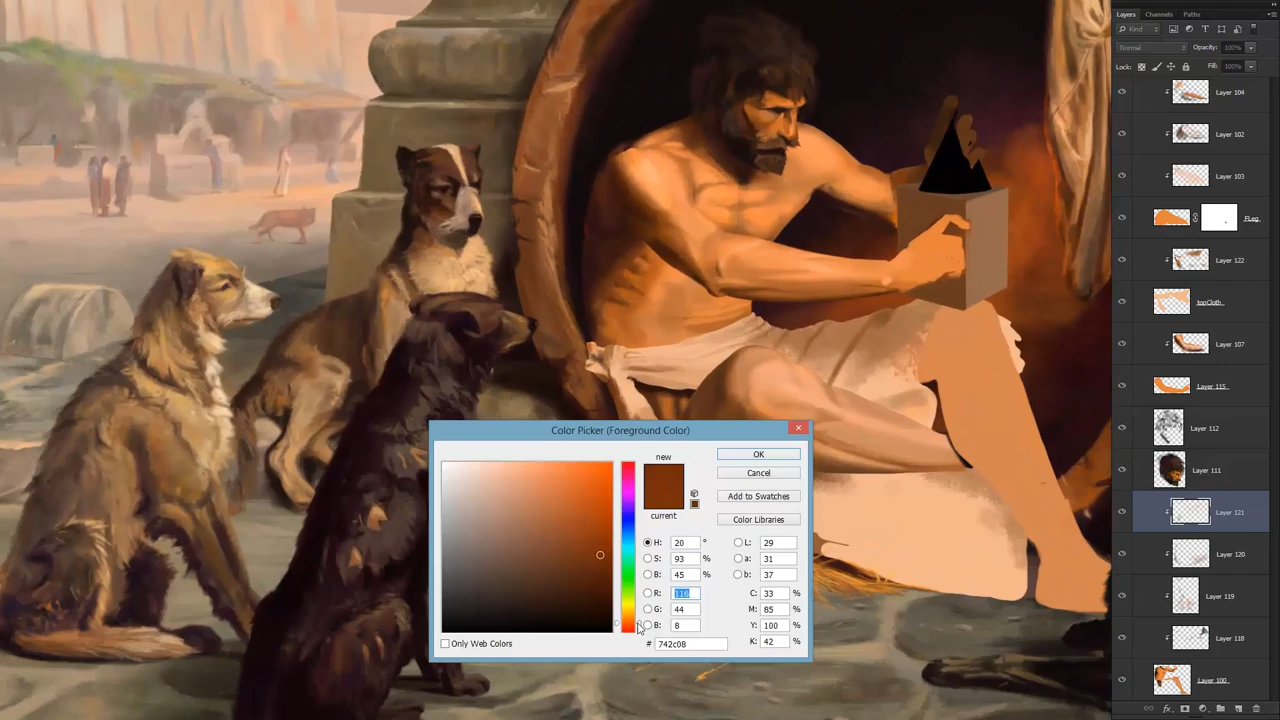 Layers Channels Paths
Kind
Normal Opacity: 100%
Lock: Fill: 100%
Layer 104
Layer 102
Layer 103
FLeg
Layer 122
topCloth
Layer 107
Layer 115
Layer 112
Layer 111
Layer 121
Layer 120
Layer 119
Layer 118
Layer 100
fx
Color Picker (Foreground Color)
new
current
OK
Cancel
Add to Swatches
Color Libraries
H: 20 °
S: 93 %
B: 45 %
R: 116
G: 44
B: 8
L: 29
a: 31
b: 37
C: 33 %
M: 85 %
Y: 100 %
K: 42 %
Only Web Colors
# 742c08